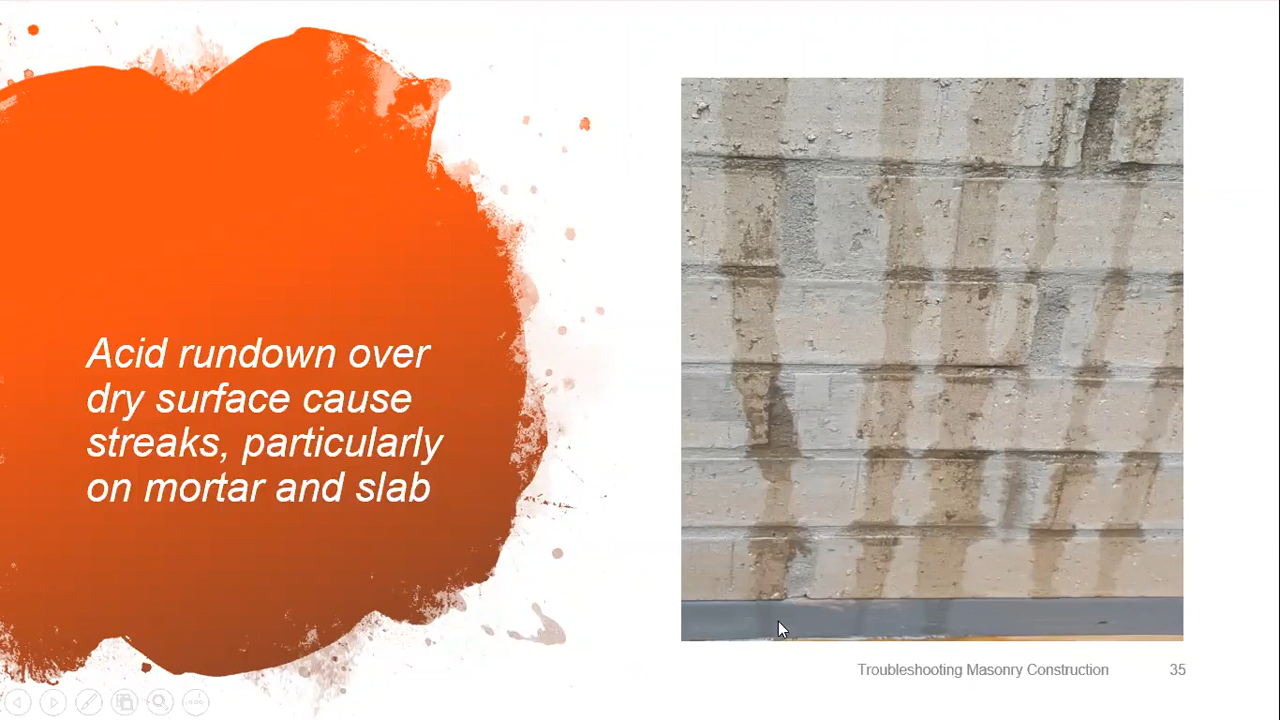 Acid rundown over
dry surface cause
streaks, particularly
on mortar and slab
Troubleshooting Masonry Construction 35